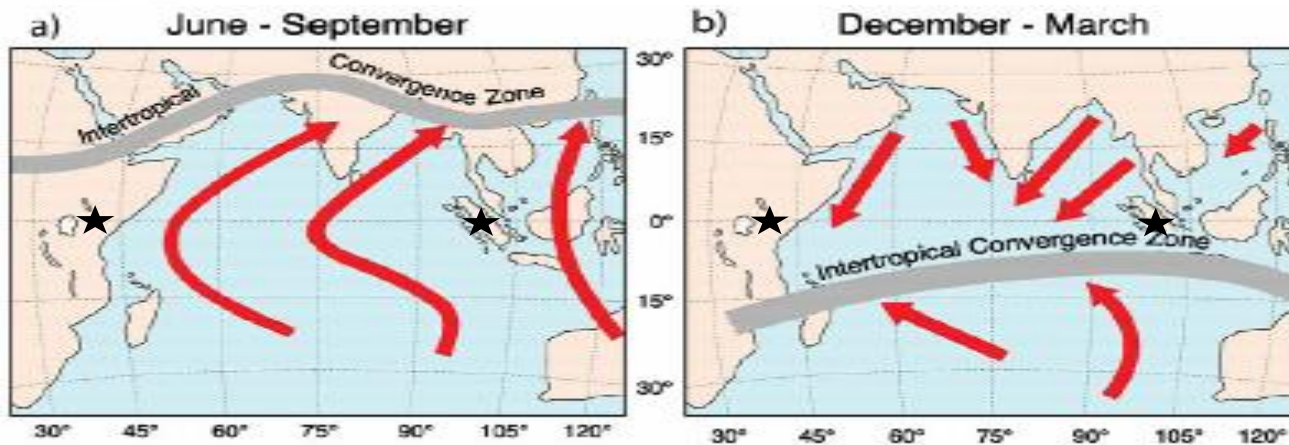 a) June - September
b) December - March
Intertropical Convergence Zone
Intertropical Convergence Zone
30°
15°
0°
15°
30°
30° 45° 60° 75° 90° 105° 120°
30° 45° 60° 75° 90° 105° 120°